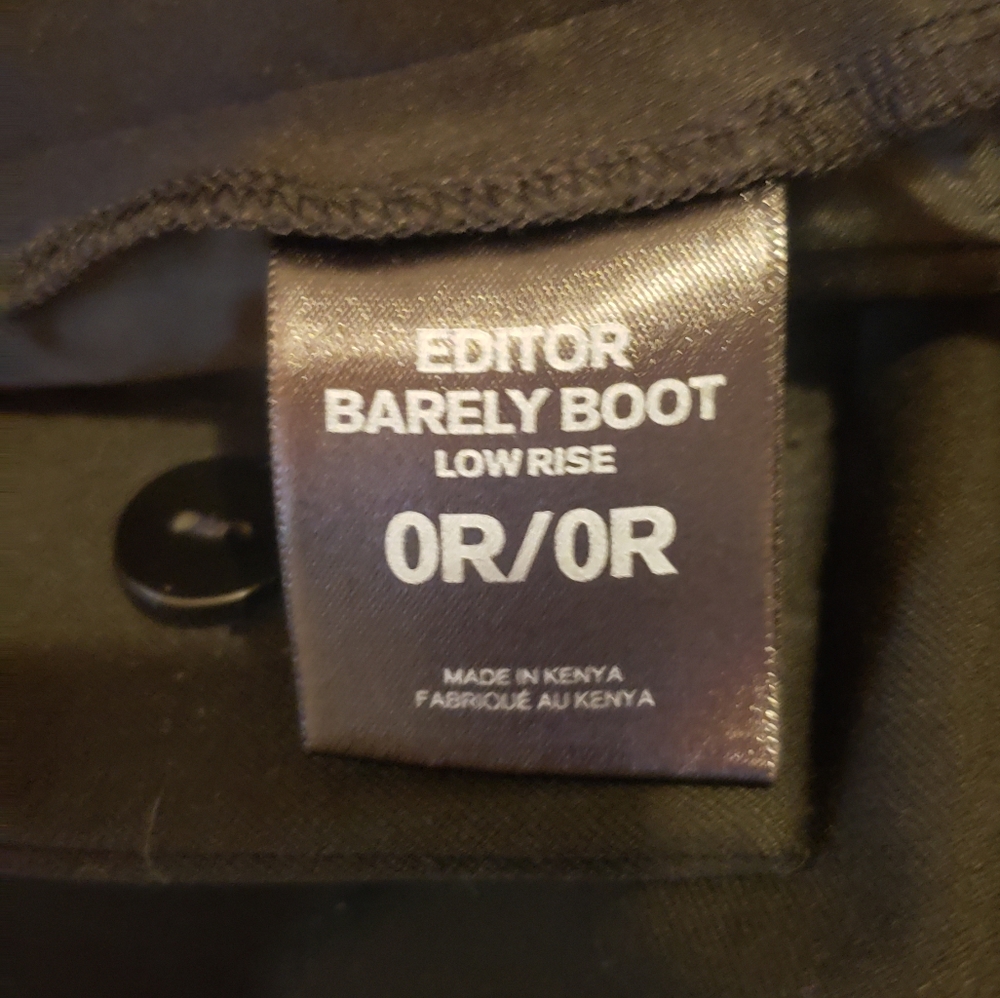 EDITOR
BARELY BOOT
LOW RISE
0R/0R
MADE IN KENYA
FABRIQUÉ AU KENYA